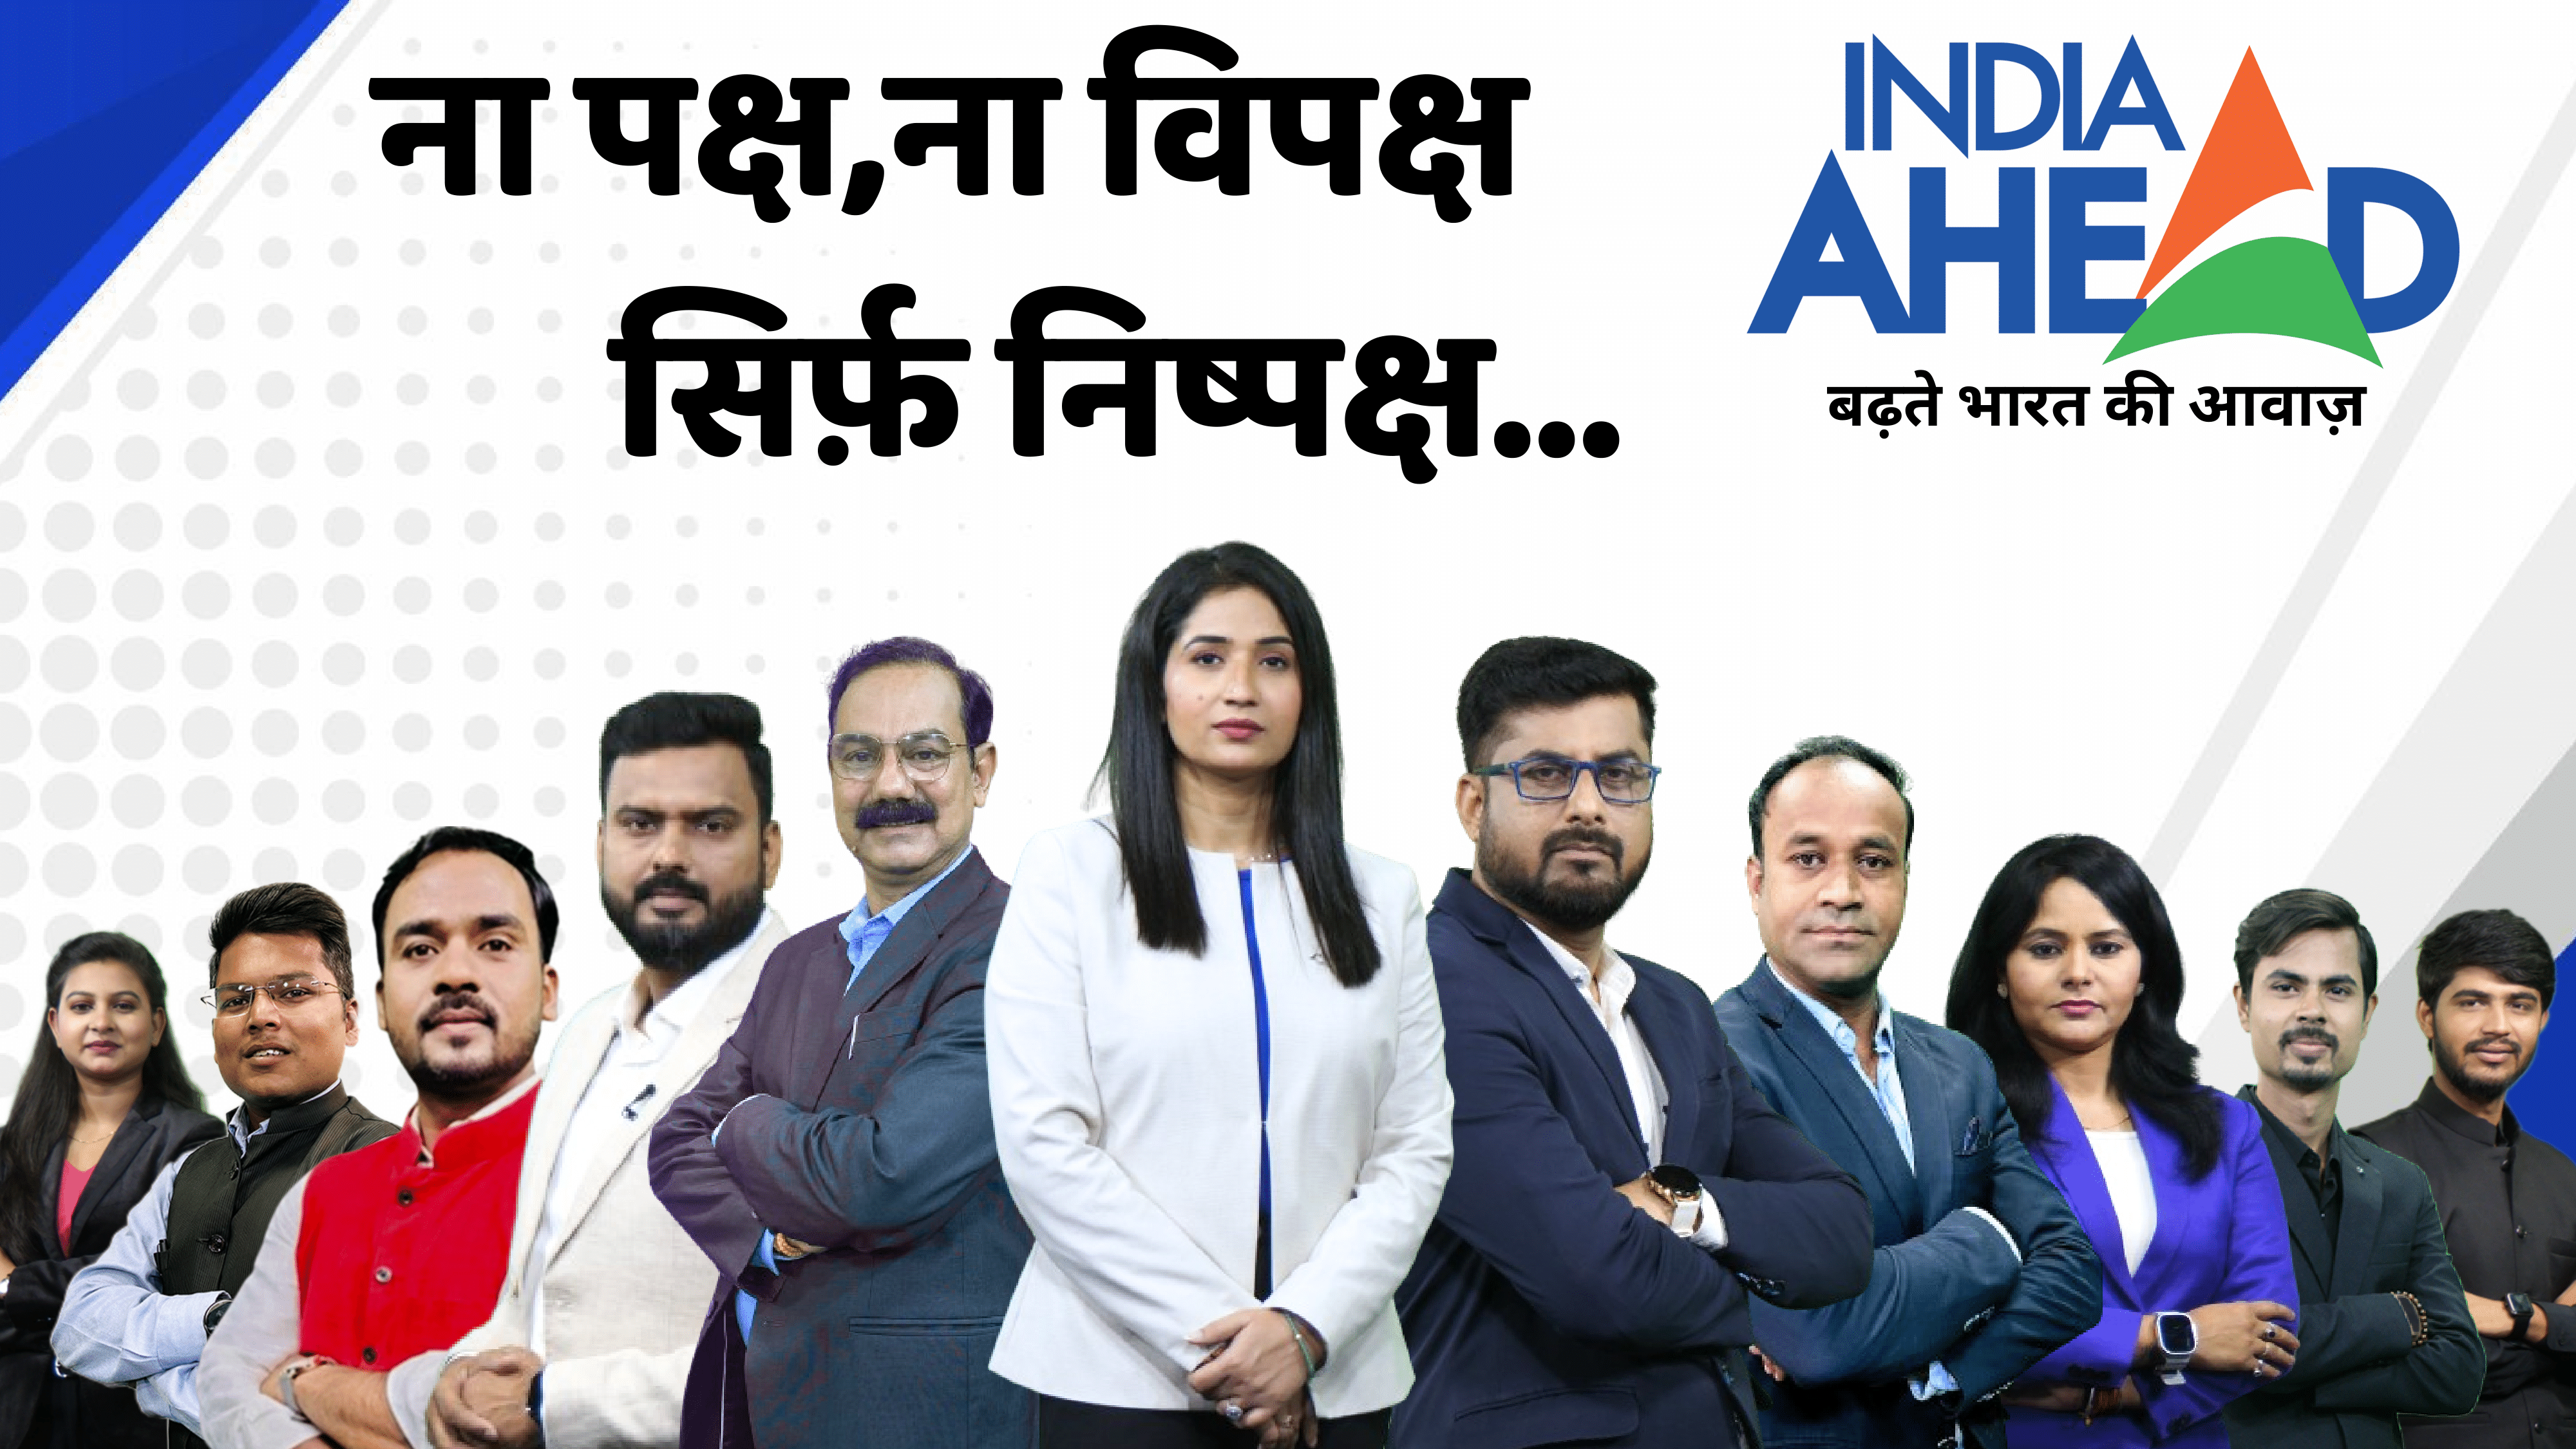 ना पक्ष,ना विपक्ष
सिर्फ़ निष्पक्ष...
INDIA
AHEAD
बढ़ते भारत की आवाज़